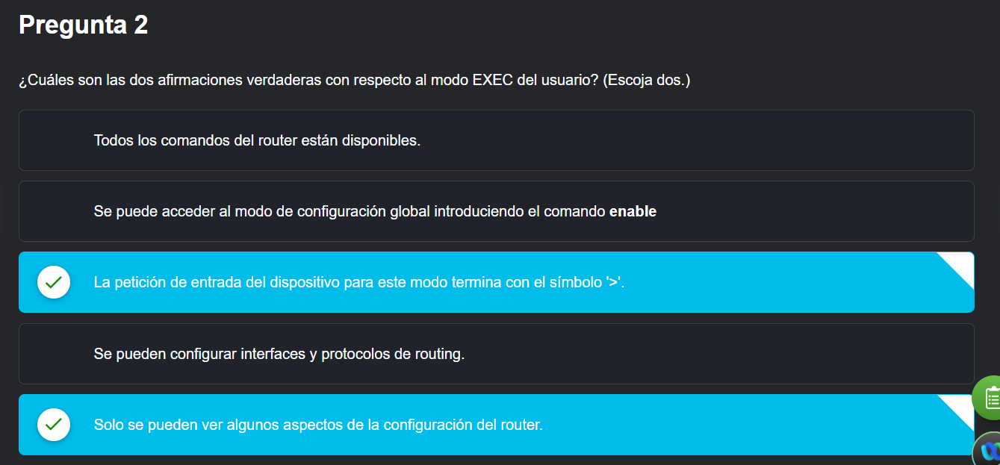 Pregunta 2
¿Cuáles son las dos afirmaciones verdaderas con respecto al modo EXEC del usuario? (Escoja dos.)
Todos los comandos del router están disponibles.
Se puede acceder al modo de configuración global introduciendo el comando enable
La petición de entrada del dispositivo para este modo termina con el símbolo '>'.
Se pueden configurar interfaces y protocolos de routing.
Solo se pueden ver algunos aspectos de la configuración del router.